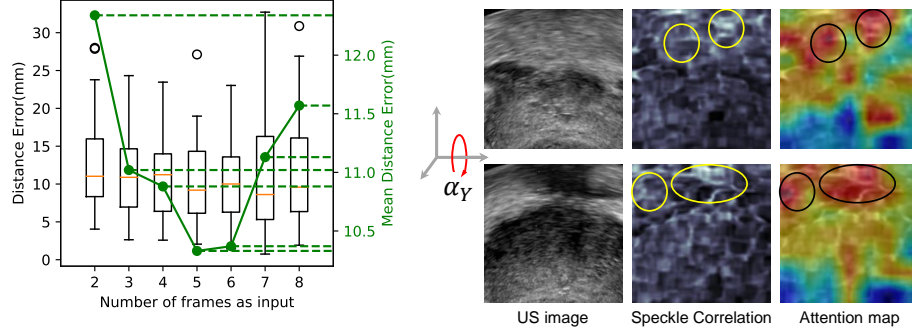 30
25
20
15
10
5
0
Distance Error(mm)
2 3 4 5 6 7 8
Number of frames as input
12.0
11.5
11.0
10.5
Mean Distance Error(mm)
α_Y
US image
Speckle Correlation
Attention map